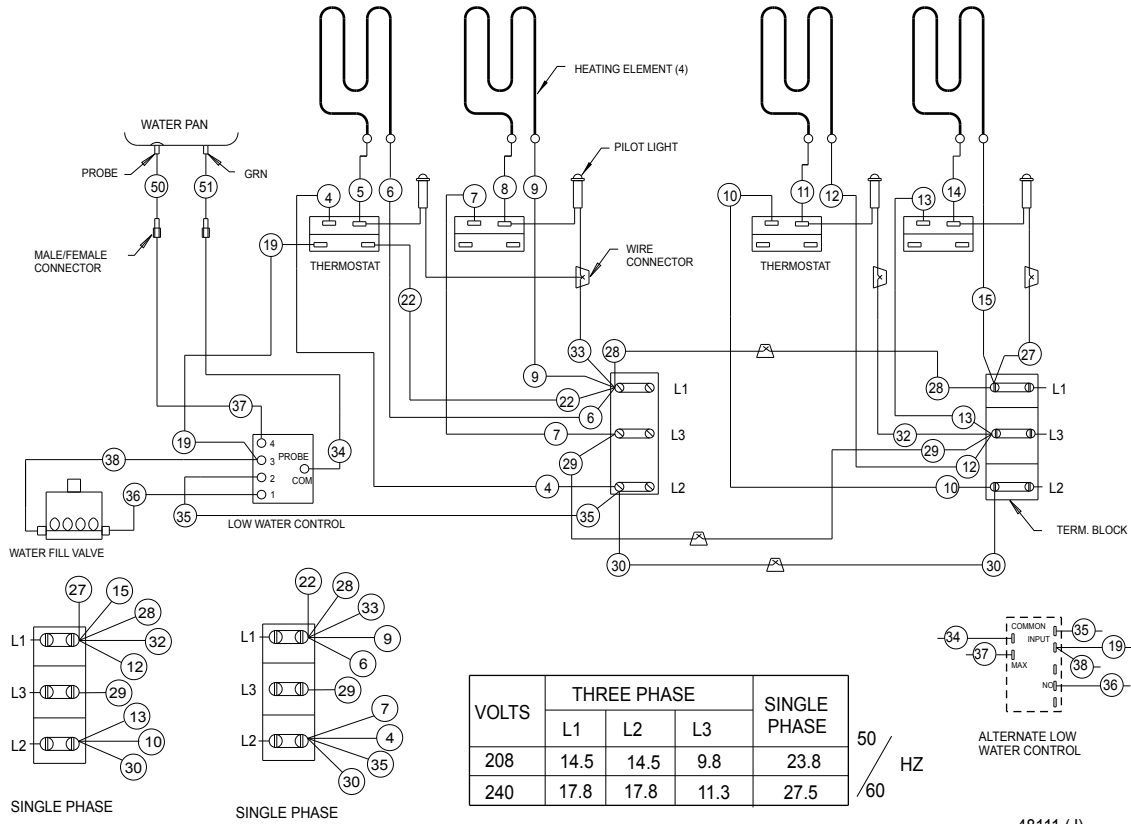 HEATING ELEMENT (4)
WATER PAN
PROBE
GRN
50
51
MALE/FEMALE
CONNECTOR
PILOT LIGHT
4
5
6
7
8
9
10
11
12
13
14
19
THERMOSTAT
WIRE
CONNECTOR
THERMOSTAT
22
15
33
28
27
9
28
L1
L1
22
6
13
37
7
L3
32
L3
29
19
4
3
2
1
PROBE
COM
34
38
29
12
36
4
L2
10
L2
35
LOW WATER CONTROL
35
WATER FILL VALVE
TERM. BLOCK
30
30
27
15
28
32
12
L1
L3
29
13
L2
10
30
SINGLE PHASE
22
28
33
L1
9
6
L3
29
7
L2
4
35
30
SINGLE PHASE
VOLTS THREE PHASE SINGLE PHASE
L1 L2 L3
208 14.5 14.5 9.8 23.8
240 17.8 17.8 11.3 27.5
50/60 HZ
COMMON
INPUT
MAX
NO
34
37
35
19
38
36
ALTERNATE LOW
WATER CONTROL